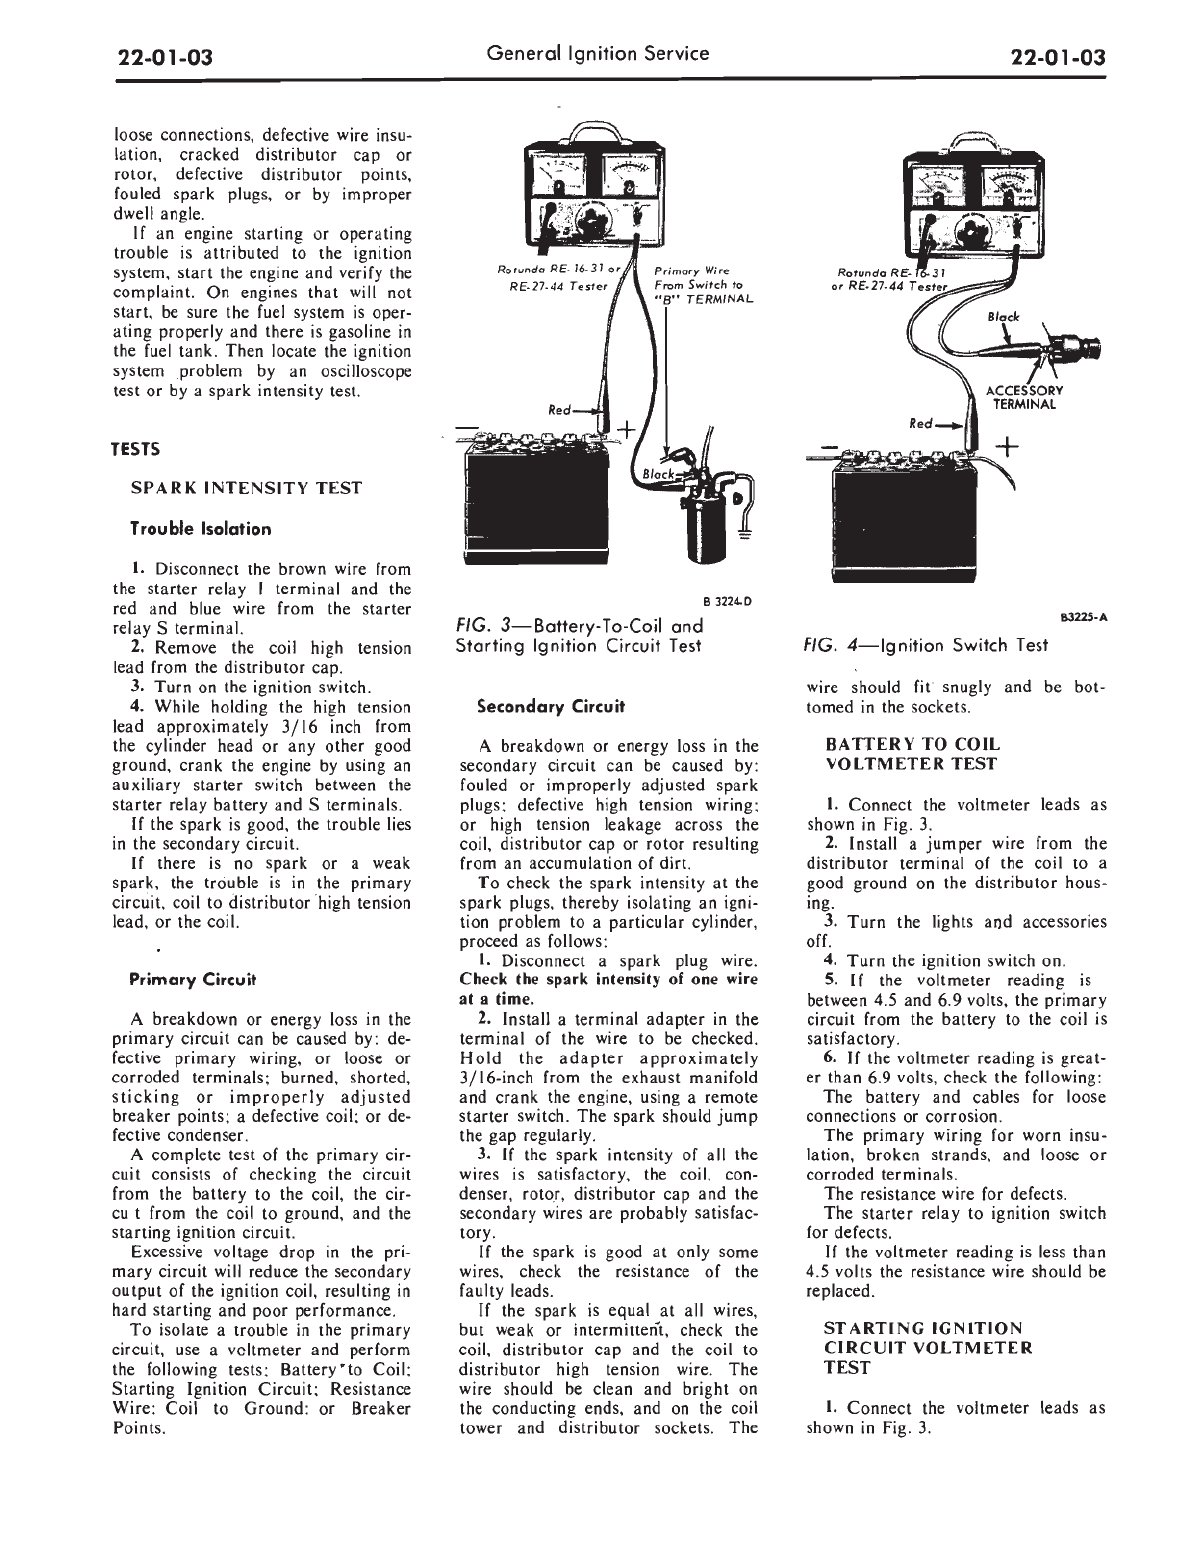 22-01-03
General Ignition Service
22-01-03
loose connections, defective wire insu-
lation, cracked distributor cap or
rotor, defective distributor points,
fouled spark plugs, or by improper
dwell angle.
If an engine starting or operating
trouble is attributed to the ignition
system, start the engine and verify the
complaint. On engines that will not
start, be sure the fuel system is oper-
ating properly and there is gasoline in
the fuel tank. Then locate the ignition
system problem by an oscilloscope
test or by a spark intensity test.
TESTS
SPARK INTENSITY TEST
Trouble Isolation
1. Disconnect the brown wire from
the starter relay I terminal and the
red and blue wire from the starter
relay S terminal.
2. Remove the coil high tension
lead from the distributor cap.
3. Turn on the ignition switch.
4. While holding the high tension
lead approximately 3/16 inch from
the cylinder head or any other good
ground, crank the engine by using an
auxiliary starter switch between the
starter relay battery and S terminals.
If the spark is good, the trouble lies
in the secondary circuit.
If there is no spark or a weak
spark, the trouble is in the primary
circuit, coil to distributor high tension
lead, or the coil.
Primary Circuit
A breakdown or energy loss in the
primary circuit can be caused by: de-
fective primary wiring, or loose or
corroded terminals; burned, shorted,
sticking or improperly adjusted
breaker points; a defective coil; or de-
fective condenser.
A complete test of the primary cir-
cuit consists of checking the circuit
from the battery to the coil, the cir-
cu t from the coil to ground, and the
starting ignition circuit.
Excessive voltage drop in the pri-
mary circuit will reduce the secondary
output of the ignition coil, resulting in
hard starting and poor performance.
To isolate a trouble in the primary
circuit, use a voltmeter and perform
the following tests: Battery to Coil;
Starting Ignition Circuit; Resistance
Wire: Coil to Ground: or Breaker
Points.
Rotunda RE-16-31 or
RE-27-44 Tester
Primary Wire
From Switch to
"B" TERMINAL
Red
+
−
Black
B 3224-D
FIG. 3—Battery-To-Coil and
Starting Ignition Circuit Test
Secondary Circuit
A breakdown or energy loss in the
secondary circuit can be caused by:
fouled or improperly adjusted spark
plugs; defective high tension wiring;
or high tension leakage across the
coil, distributor cap or rotor resulting
from an accumulation of dirt.
To check the spark intensity at the
spark plugs, thereby isolating an igni-
tion problem to a particular cylinder,
proceed as follows:
1. Disconnect a spark plug wire.
Check the spark intensity of one wire
at a time.
2. Install a terminal adapter in the
terminal of the wire to be checked.
Hold the adapter approximately
3/16-inch from the exhaust manifold
and crank the engine, using a remote
starter switch. The spark should jump
the gap regularly.
3. If the spark intensity of all the
wires is satisfactory, the coil, con-
denser, rotor, distributor cap and the
secondary wires are probably satisfac-
tory.
If the spark is good at only some
wires, check the resistance of the
faulty leads.
If the spark is equal at all wires,
but weak or intermittent, check the
coil, distributor cap and the coil to
distributor high tension wire. The
wire should be clean and bright on
the conducting ends, and on the coil
tower and distributor sockets. The
Rotunda RE-16-31
or RE-27-44 Tester
Black
ACCESSORY
TERMINAL
Red
+
−
B3225-A
FIG. 4—Ignition Switch Test
wire should fit snugly and be bot-
tomed in the sockets.
BATTERY TO COIL
VOLTMETER TEST
1. Connect the voltmeter leads as
shown in Fig. 3.
2. Install a jumper wire from the
distributor terminal of the coil to a
good ground on the distributor hous-
ing.
3. Turn the lights and accessories
off.
4. Turn the ignition switch on.
5. If the voltmeter reading is
between 4.5 and 6.9 volts, the primary
circuit from the battery to the coil is
satisfactory.
6. If the voltmeter reading is great-
er than 6.9 volts, check the following:
The battery and cables for loose
connections or corrosion.
The primary wiring for worn insu-
lation, broken strands, and loose or
corroded terminals.
The resistance wire for defects.
The starter relay to ignition switch
for defects.
If the voltmeter reading is less than
4.5 volts the resistance wire should be
replaced.
STARTING IGNITION
CIRCUIT VOLTMETER
TEST
1. Connect the voltmeter leads as
shown in Fig. 3.